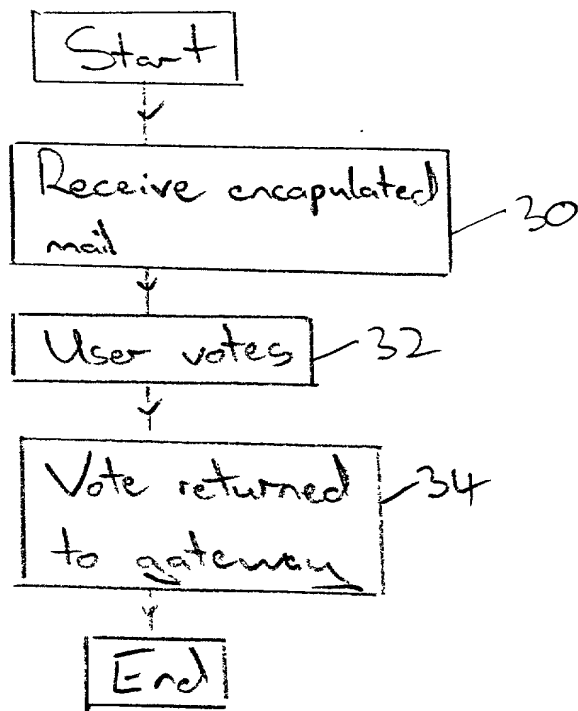 Start
Receive encapulated
mail
30
User votes
32
Vote returned
to gateway
34
End